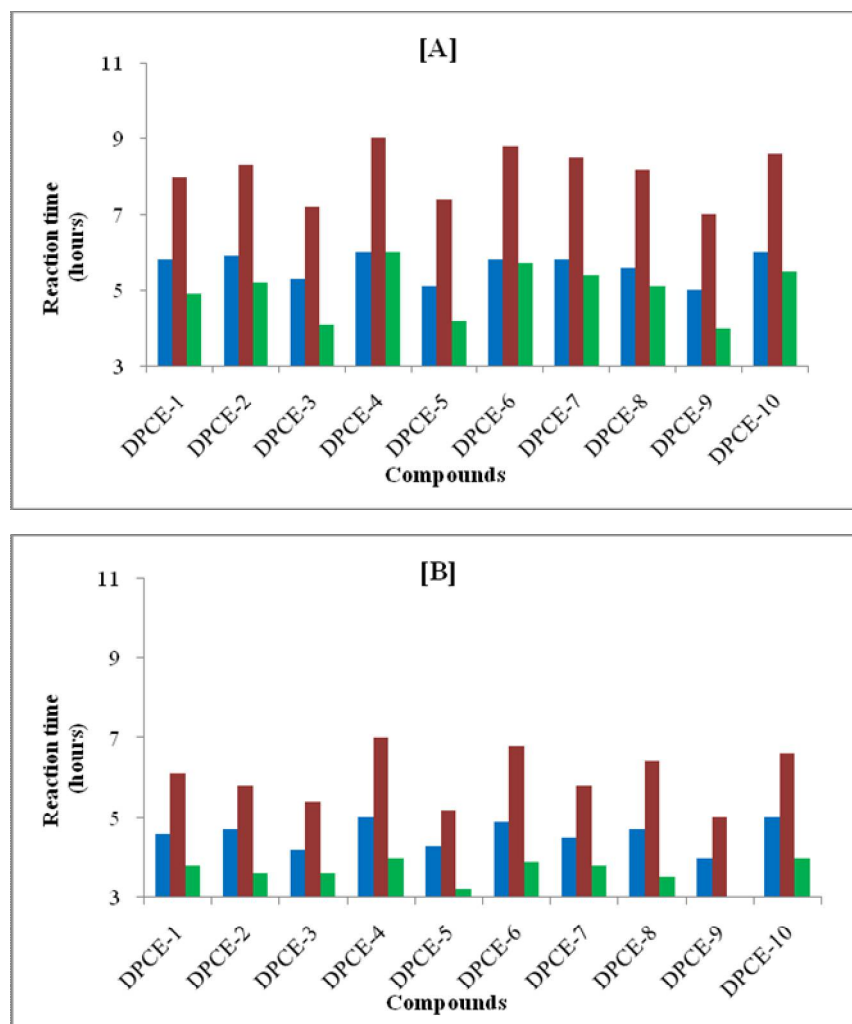 [A]
11
9
7
5
3
Reaction time
(hours)
DPCE-1
DPCE-2
DPCE-3
DPCE-4
DPCE-5
DPCE-6
DPCE-7
DPCE-8
DPCE-9
DPCE-10
Compounds
[B]
11
9
7
5
3
Reaction time
(hours)
DPCE-1
DPCE-2
DPCE-3
DPCE-4
DPCE-5
DPCE-6
DPCE-7
DPCE-8
DPCE-9
DPCE-10
Compounds